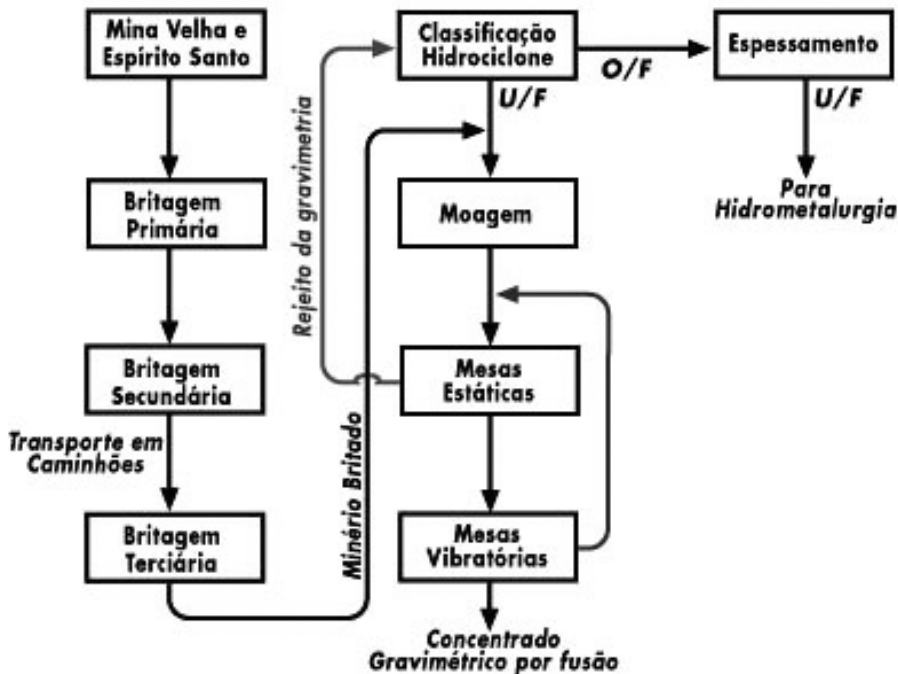 Mina Velha e
Espírito Santo
Britagem
Primária
Britagem
Secundária
Transporte em
Caminhões
Britagem
Terciária
Minério Britado
Rejeito da gravimetria
Classificação
Hidrociclone
O/F
U/F
Espessamento
U/F
Para
Hidrometalurgia
Moagem
Mesas
Estáticas
Mesas
Vibratórias
Concentrado
Gravimétrico por fusão